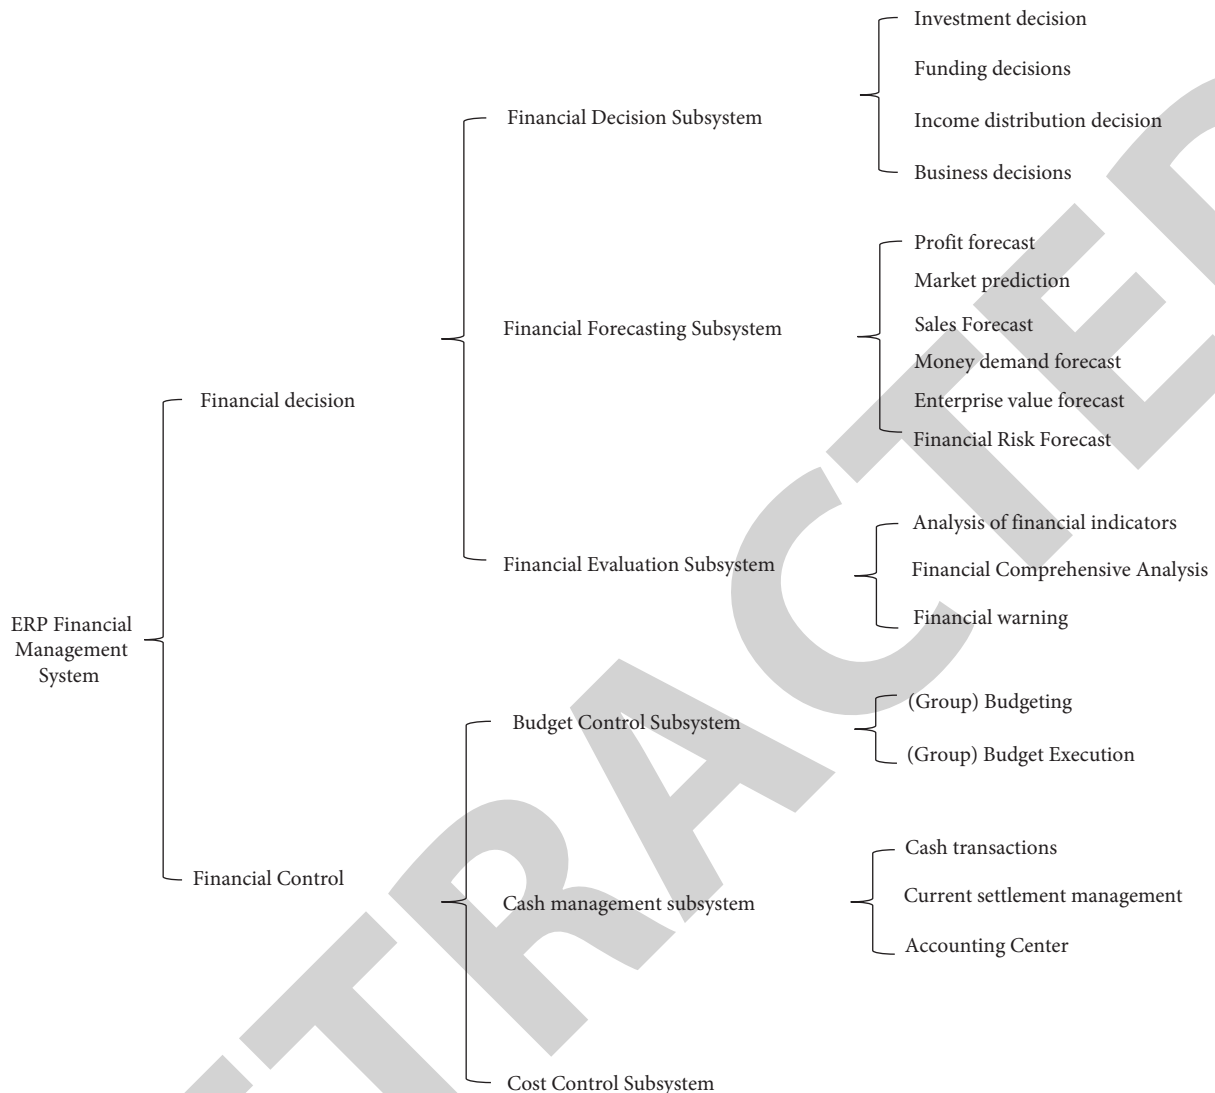 ERP Financial
Management
System
Financial decision
Financial Decision Subsystem
Investment decision
Funding decisions
Income distribution decision
Business decisions
Financial Forecasting Subsystem
Profit forecast
Market prediction
Sales Forecast
Money demand forecast
Enterprise value forecast
Financial Risk Forecast
Financial Evaluation Subsystem
Analysis of financial indicators
Financial Comprehensive Analysis
Financial warning
Financial Control
Budget Control Subsystem
(Group) Budgeting
(Group) Budget Execution
Cash management subsystem
Cash transactions
Current settlement management
Accounting Center
Cost Control Subsystem
TRACTE